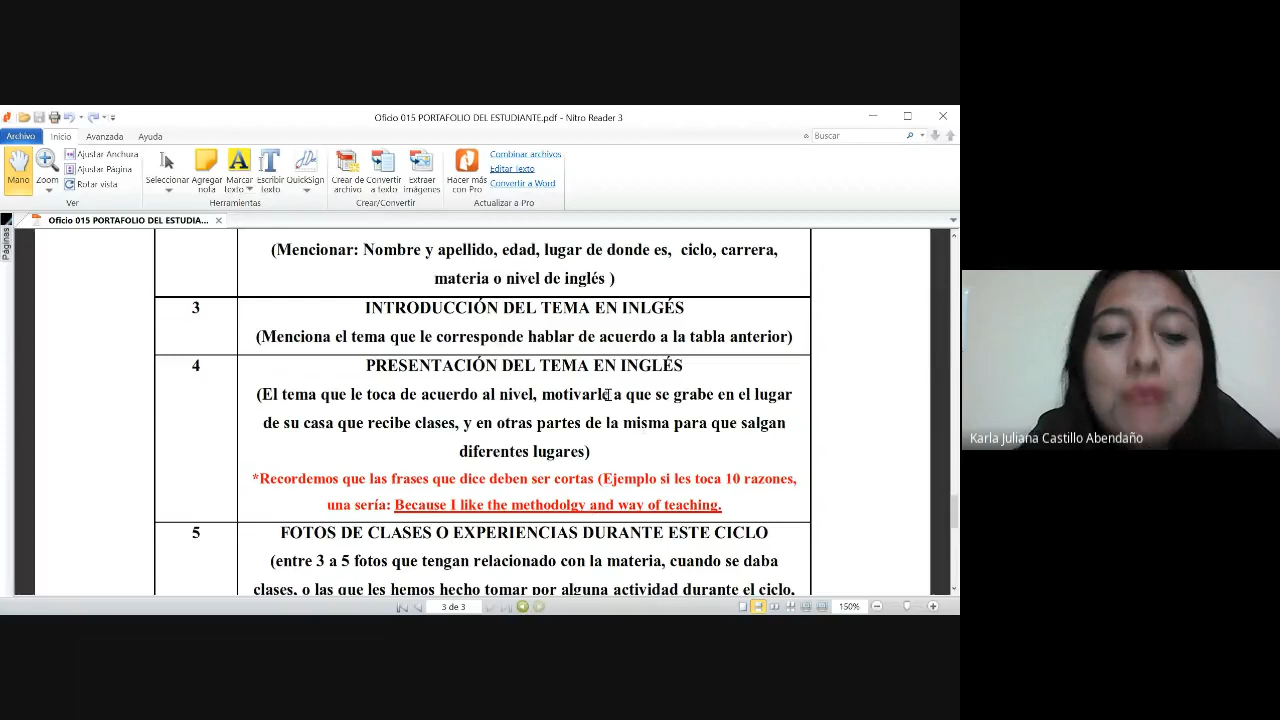 Oficio 015 PORTAFOLIO DEL ESTUDIANTE.pdf - Nitro Reader 3
Archivo Inicio Avanzada Ayuda
Buscar
Mano
Zoom
Ajustar Anchura
Ajustar Página
Rotar vista
Ver
Seleccionar
Agregar nota
Marcar texto
Escribir texto
QuickSign
Herramientas
Crear de archivo
Convertir a texto
Extraer imágenes
Crear/Convertir
Hacer más con Pro
Combinar archivos
Editar Texto
Convertir a Word
Actualizar a Pro
Oficio 015 PORTAFOLIO DEL ESTUDIA...
Páginas
(Mencionar: Nombre y apellido, edad, lugar de donde es, ciclo, carrera,
materia o nivel de inglés )
3 INTRODUCCIÓN DEL TEMA EN INLGÉS
(Menciona el tema que le corresponde hablar de acuerdo a la tabla anterior)
4 PRESENTACIÓN DEL TEMA EN INGLÉS
(El tema que le toca de acuerdo al nivel, motivarle a que se grabe en el lugar
de su casa que recibe clases, y en otras partes de la misma para que salgan
diferentes lugares)
*Recordemos que las frases que dice deben ser cortas (Ejemplo si les toca 10 razones,
una sería: Because I like the methodolgy and way of teaching.
5 FOTOS DE CLASES O EXPERIENCIAS DURANTE ESTE CICLO
(entre 3 a 5 fotos que tengan relacionado con la materia, cuando se daba
clases, o las que les hemos hecho tomar por alguna actividad durante el ciclo,
3 de 3
150%
Karla Juliana Castillo Abendaño